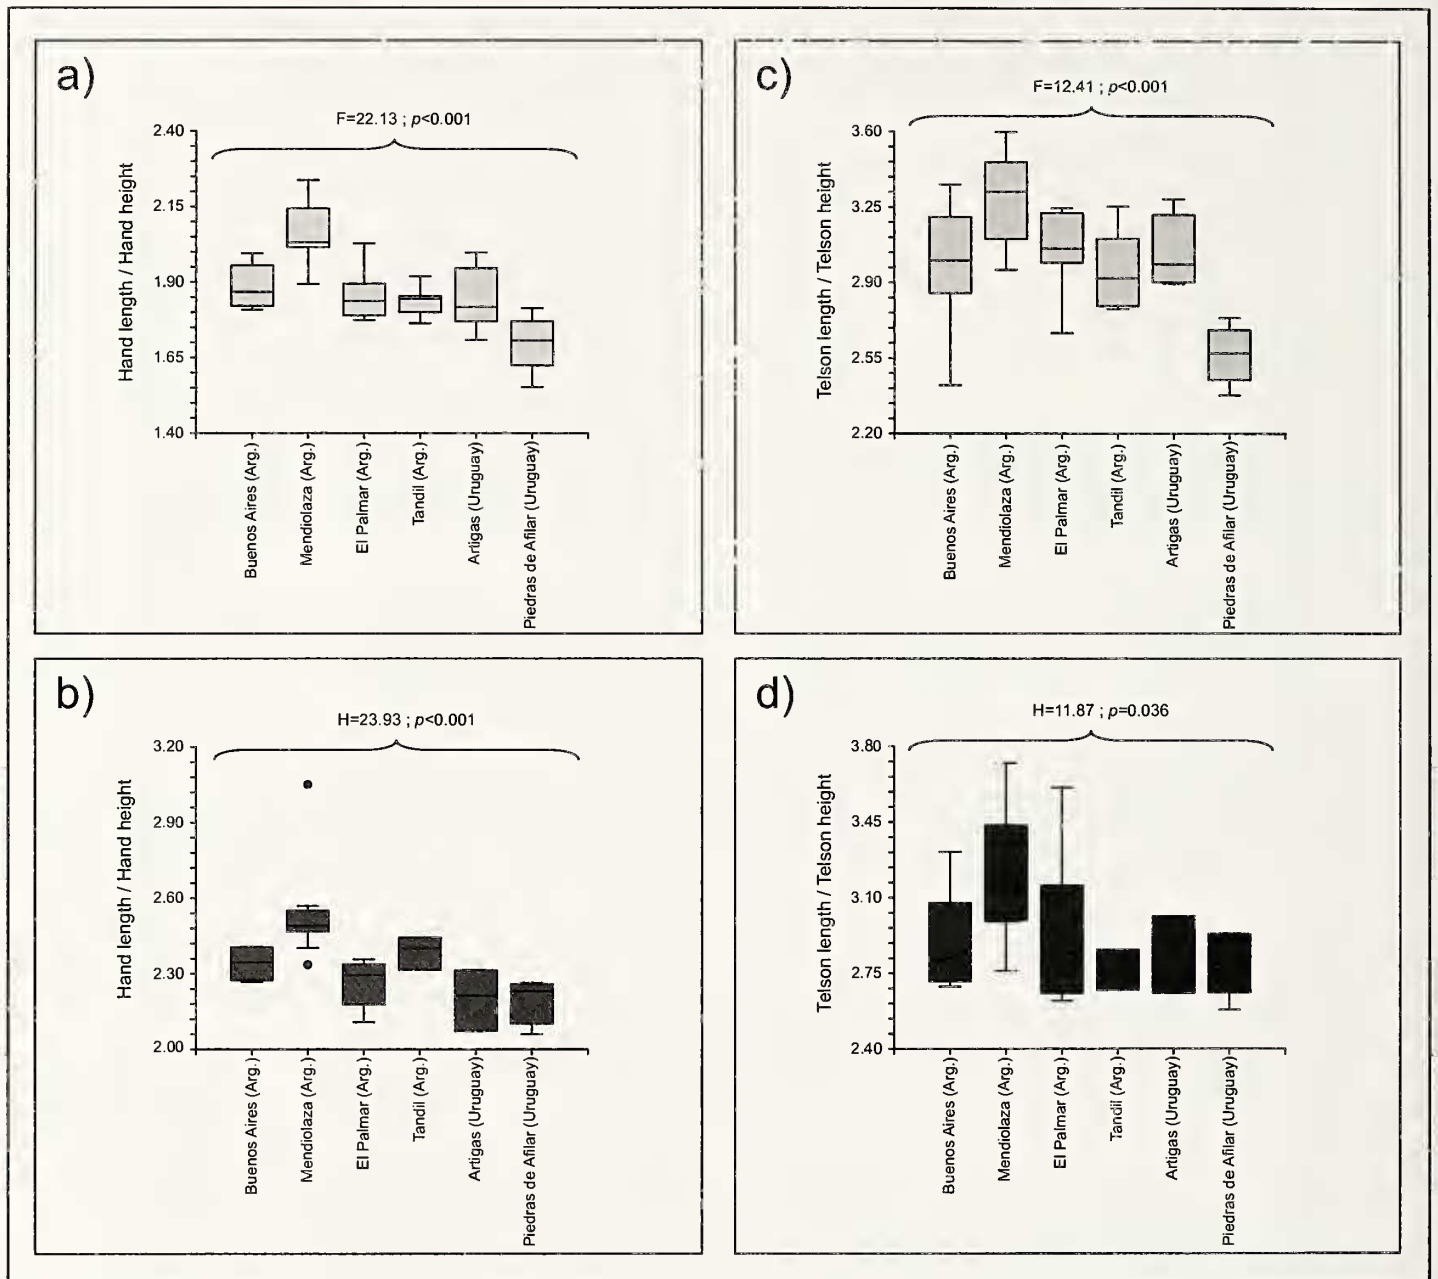 a)
F=22.13 ; p<0.001
Hand length / Hand height
2.40
2.15
1.90
1.65
1.40
Buenos Aires (Arg.)
Mendiolaza (Arg.)
El Palmar (Arg.)
Tandil (Arg.)
Artigas (Uruguay)
Piedras de Afilar (Uruguay)
c)
F=12.41 ; p<0.001
Telson length / Telson height
3.60
3.25
2.90
2.55
2.20
Buenos Aires (Arg.)
Mendiolaza (Arg.)
El Palmar (Arg.)
Tandil (Arg.)
Artigas (Uruguay)
Piedras de Afilar (Uruguay)
b)
H=23.93 ; p<0.001
Hand length / Hand height
3.20
2.90
2.60
2.30
2.00
Buenos Aires (Arg.)
Mendiolaza (Arg.)
El Palmar (Arg.)
Tandil (Arg.)
Artigas (Uruguay)
Piedras de Afilar (Uruguay)
d)
H=11.87 ; p=0.036
Telson length / Telson height
3.80
3.45
3.10
2.75
2.40
Buenos Aires (Arg.)
Mendiolaza (Arg.)
El Palmar (Arg.)
Tandil (Arg.)
Artigas (Uruguay)
Piedras de Afilar (Uruguay)